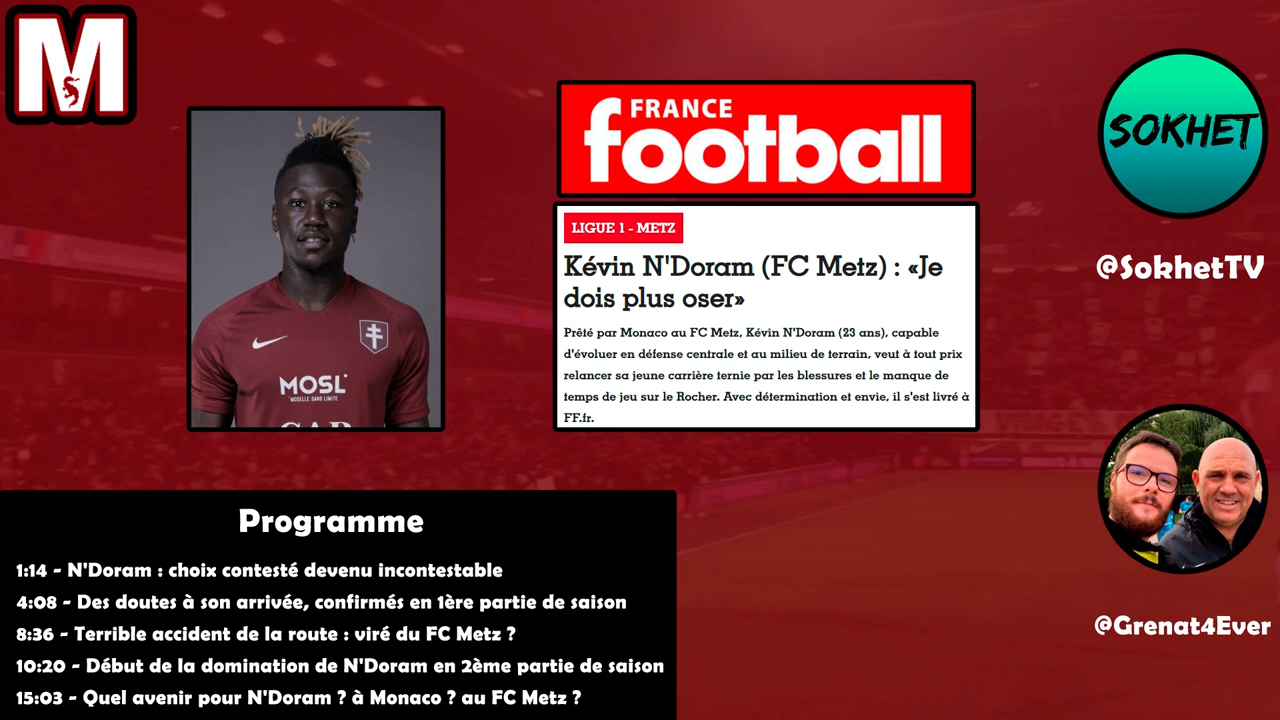 M
FRANCE
football
LIGUE 1 - METZ
Kévin N'Doram (FC Metz) : «Je
dois plus oser»
Prêté par Monaco au FC Metz, Kévin N'Doram (23 ans), capable
d'évoluer en défense centrale et au milieu de terrain, veut à tout prix
relancer sa jeune carrière ternie par les blessures et le manque de
temps de jeu sur le Rocher. Avec détermination et envie, il s'est livré à
FF.fr.
MOSL
MOSELLE SANS LIMITE
SOKHET
@SokhetTV
@Grenat4Ever
Programme
1:14 - N'Doram : choix contesté devenu incontestable
4:08 - Des doutes à son arrivée, confirmés en 1ère partie de saison
8:36 - Terrible accident de la route : viré du FC Metz ?
10:20 - Début de la domination de N'Doram en 2ème partie de saison
15:03 - Quel avenir pour N'Doram ? à Monaco ? au FC Metz ?